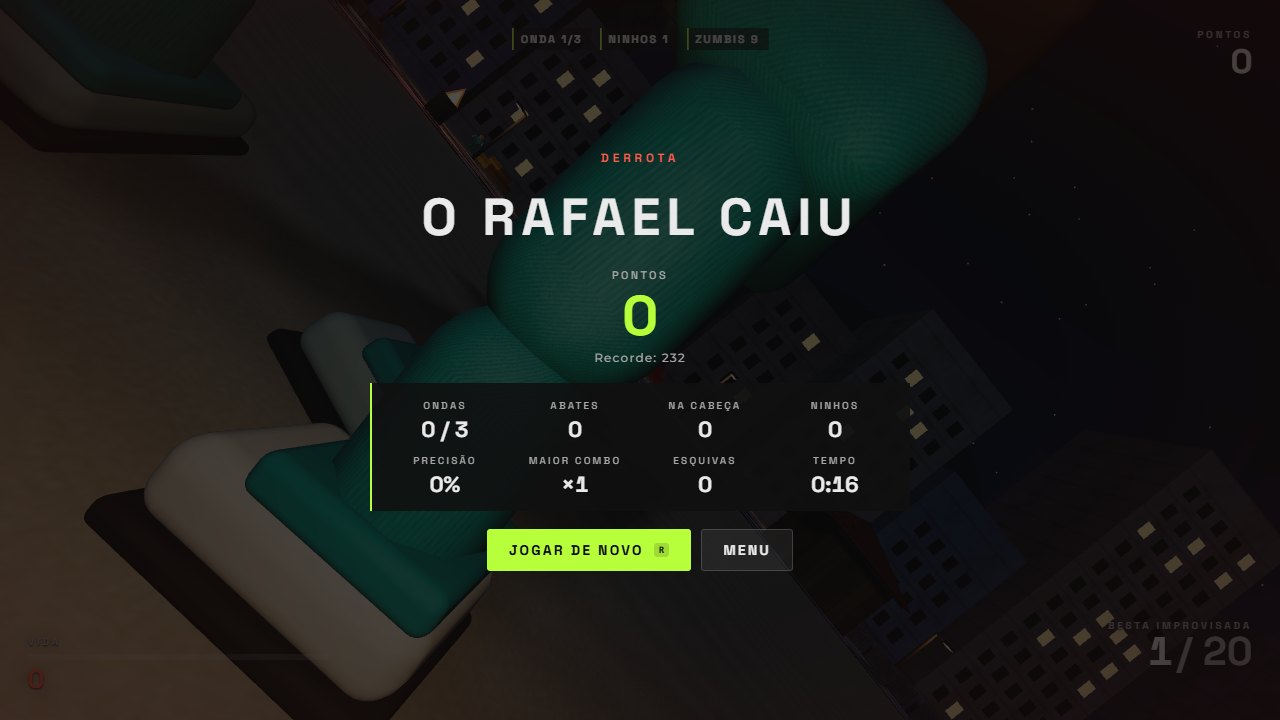 ONDA 1/3 NINHOS 1 ZUMBIS 9
PONTOS
0
DERROTA
O RAFAEL CAIU
PONTOS
0
Recorde: 232
ONDAS ABATES NA CABEÇA NINHOS
0/3 0 0 0
PRECISÃO MAIOR COMBO ESQUIVAS TEMPO
0% ×1 0 0:16
JOGAR DE NOVO R MENU
VIDA
0
BESTA IMPROVISADA
1/ 20